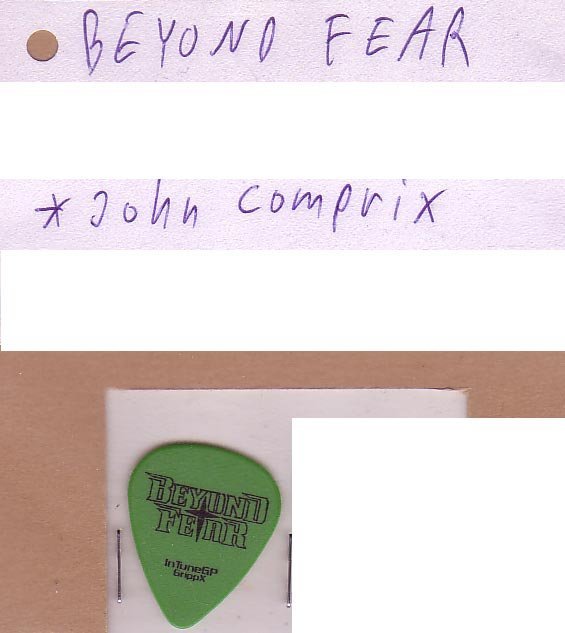 BEYOND FEAR
* John Comprix
BEYOND
FEAR
InTuneGP
GrippX